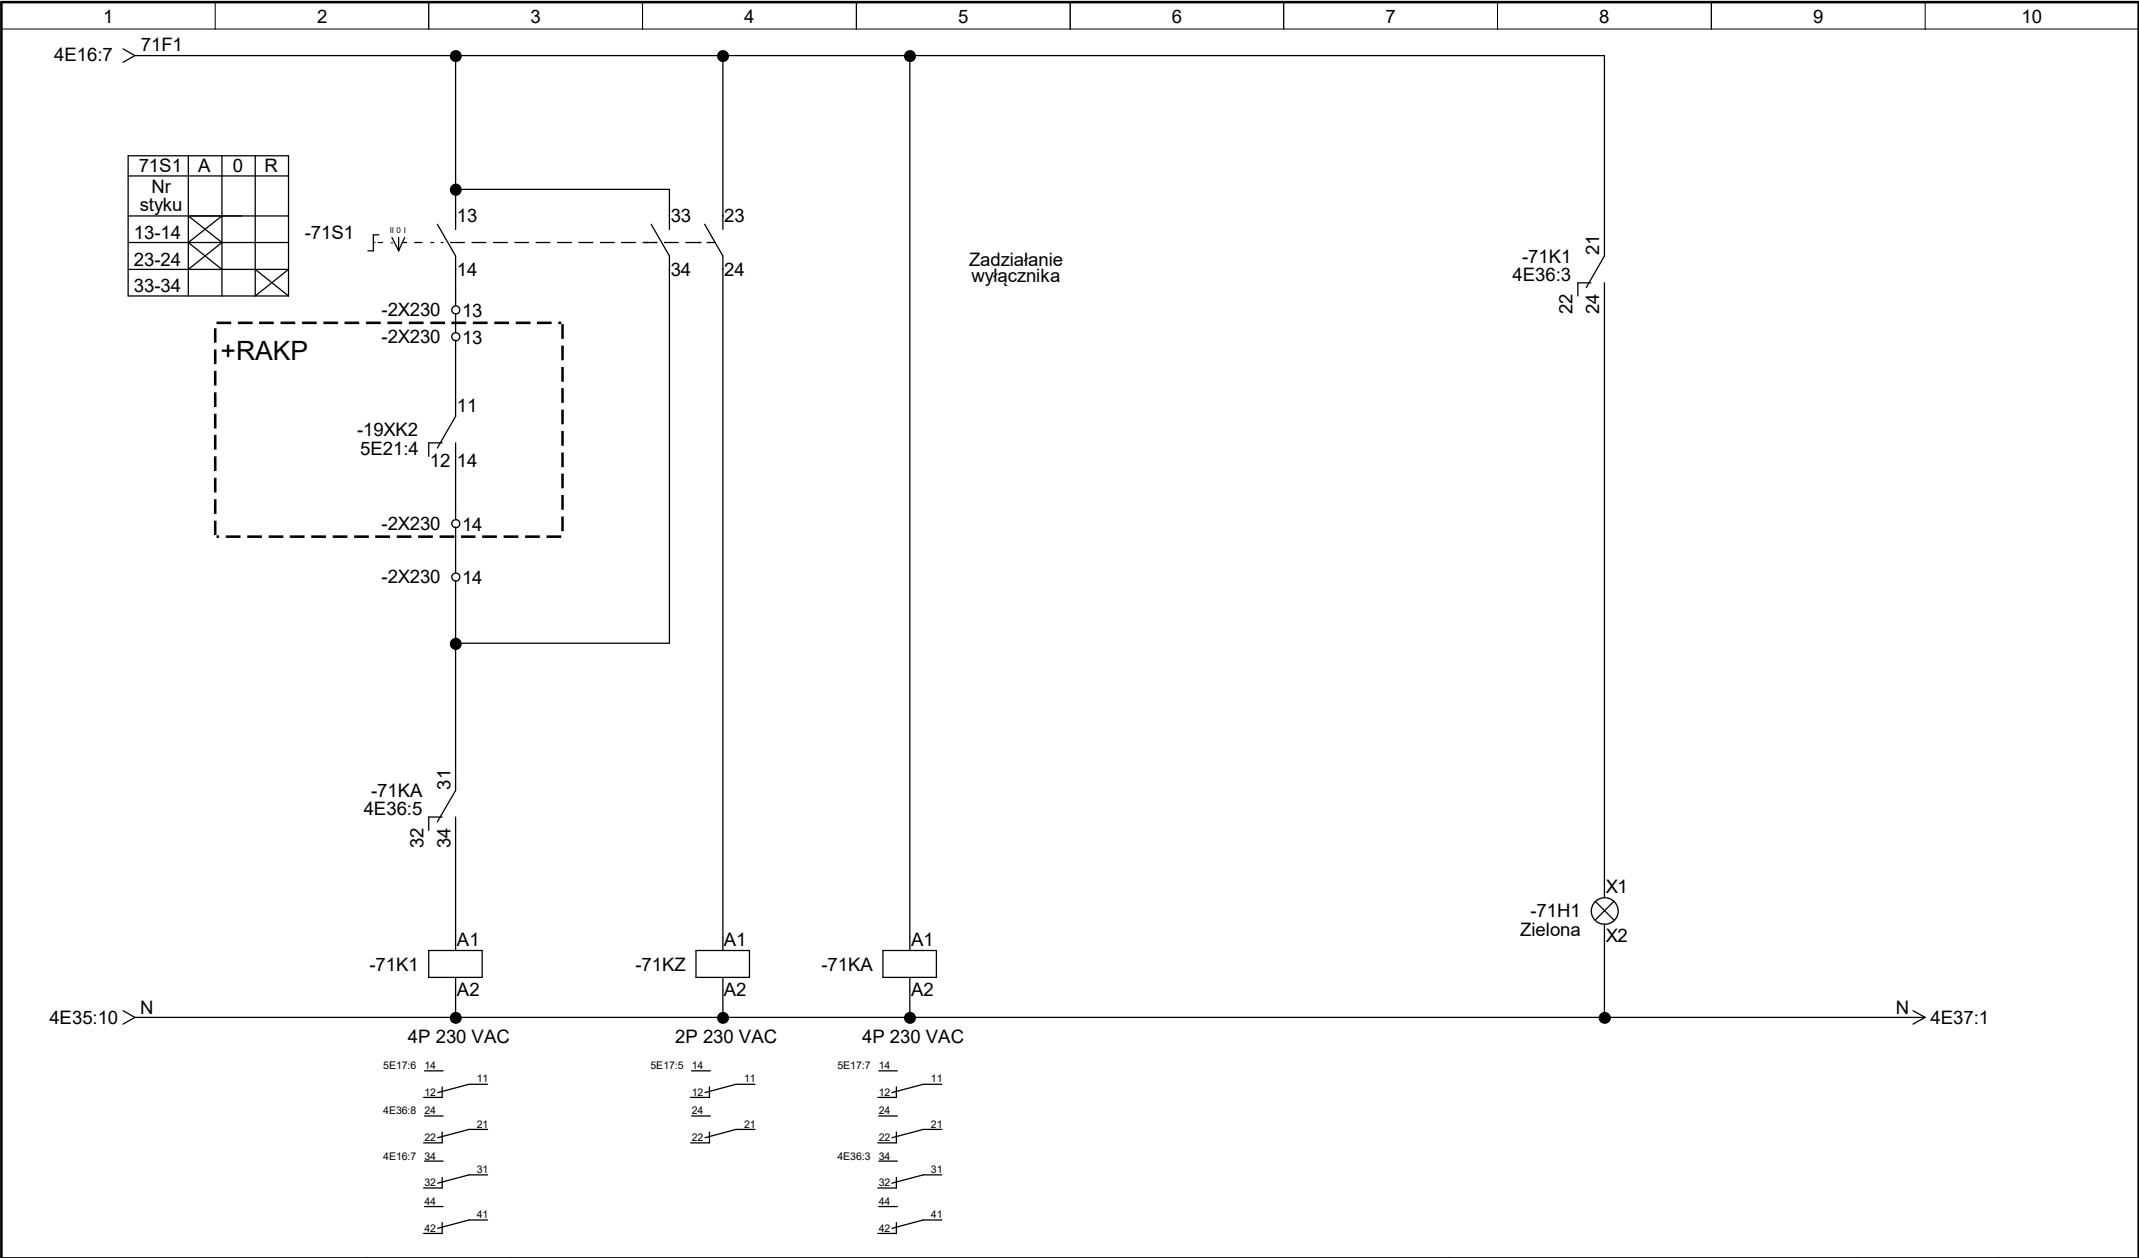 1 2 3 4 5 6 7 8 9 10
4E16:7 71F1
71S1 A 0 R
Nr
styku
13-14
23-24
33-34
-71S1
II 0 I
13
14
33
34
23
24
Zadziałanie
wyłącznika
-71K1
4E36:3
21
22
24
-2X230 13
+RAKP
-2X230 13
11
-19XK2
5E21:4
12 14
-2X230 14
-2X230 14
-71KA
4E36:5
31
32
34
X1
-71H1
Zielona
X2
A1
-71K1
A2
A1
-71KZ
A2
A1
-71KA
A2
4E35:10 N
N 4E37:1
4P 230 VAC
5E17:6 14
11
12
4E36:8 24
21
22
4E16:7 34
31
32
44
41
42
2P 230 VAC
5E17:5 14
11
12
24
21
22
4P 230 VAC
5E17:7 14
11
12
24
21
22
4E36:3 34
31
32
44
41
42